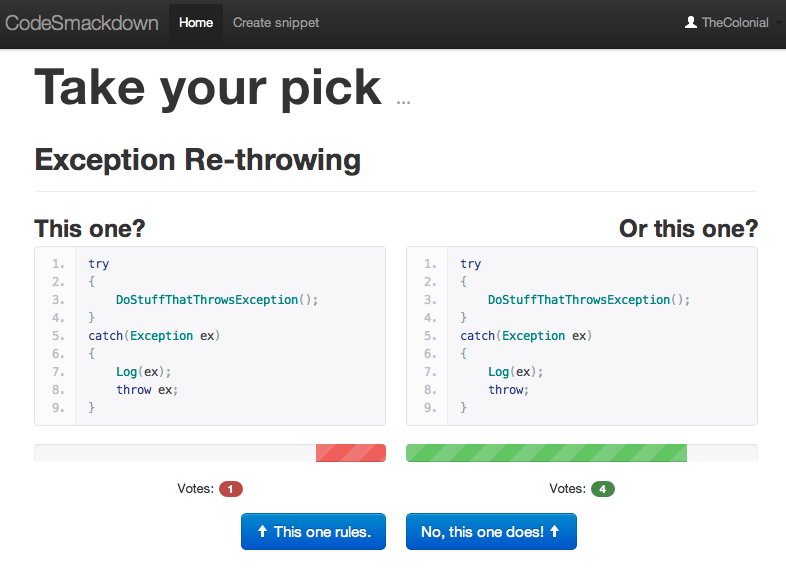 CodeSmackdown Home Create snippet TheColonial
Take your pick ...
Exception Re-throwing
This one?
1. try
2. {
3. DoStuffThatThrowsException();
4. }
5. catch(Exception ex)
6. {
7. Log(ex);
8. throw ex;
9. }
Votes: 1
This one rules.
Or this one?
1. try
2. {
3. DoStuffThatThrowsException();
4. }
5. catch(Exception ex)
6. {
7. Log(ex);
8. throw;
9. }
Votes: 4
No, this one does!